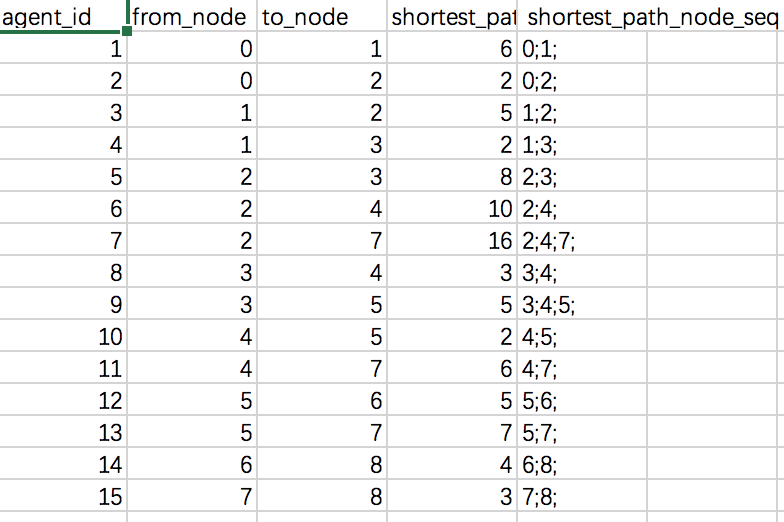 agent_id from_node to_node shortest_pat shortest_path_node_seq
1 0 1 6 0;1;
2 0 2 2 0;2;
3 1 2 5 1;2;
4 1 3 2 1;3;
5 2 3 8 2;3;
6 2 4 10 2;4;
7 2 7 16 2;4;7;
8 3 4 3 3;4;
9 3 5 5 3;4;5;
10 4 5 2 4;5;
11 4 7 6 4;7;
12 5 6 5 5;6;
13 5 7 7 5;7;
14 6 8 4 6;8;
15 7 8 3 7;8;